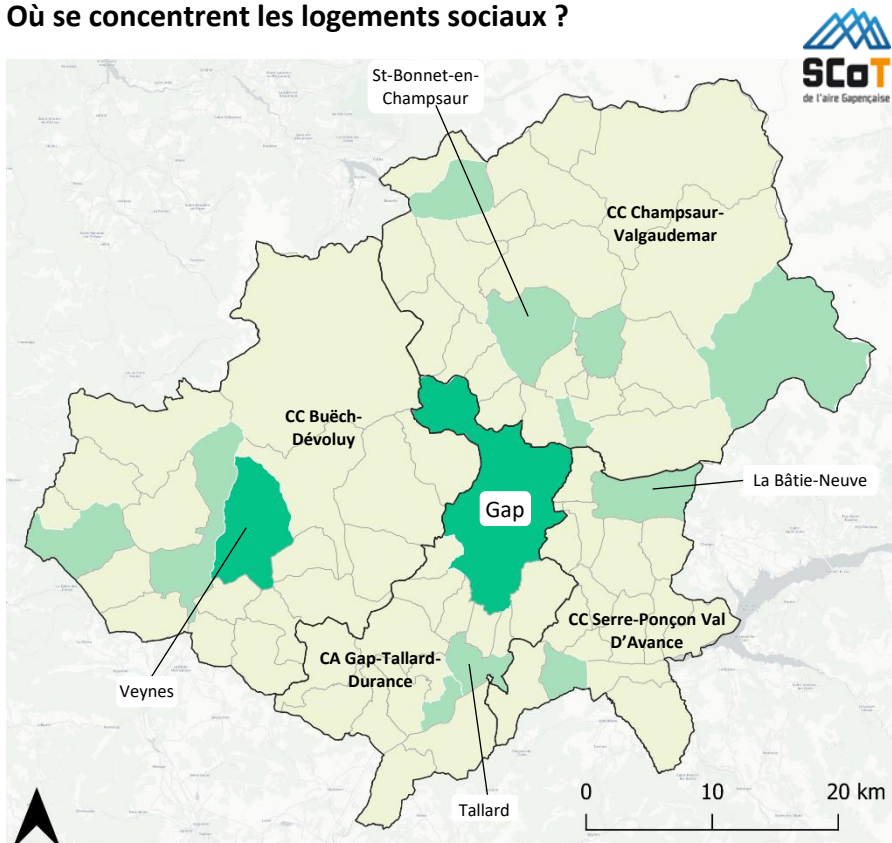 Où se concentrent les logements sociaux ?
SCoT
de l'aire Gapençaise
St-Bonnet-en-
Champsaur
CC Champsaur-
Valgaudemar
CC Buëch-
Dévoluy
La Bâtie-Neuve
Gap
CC Serre-Ponçon Val
D'Avance
CA Gap-Tallard-
Durance
Veynes
Tallard
0 10 20 km